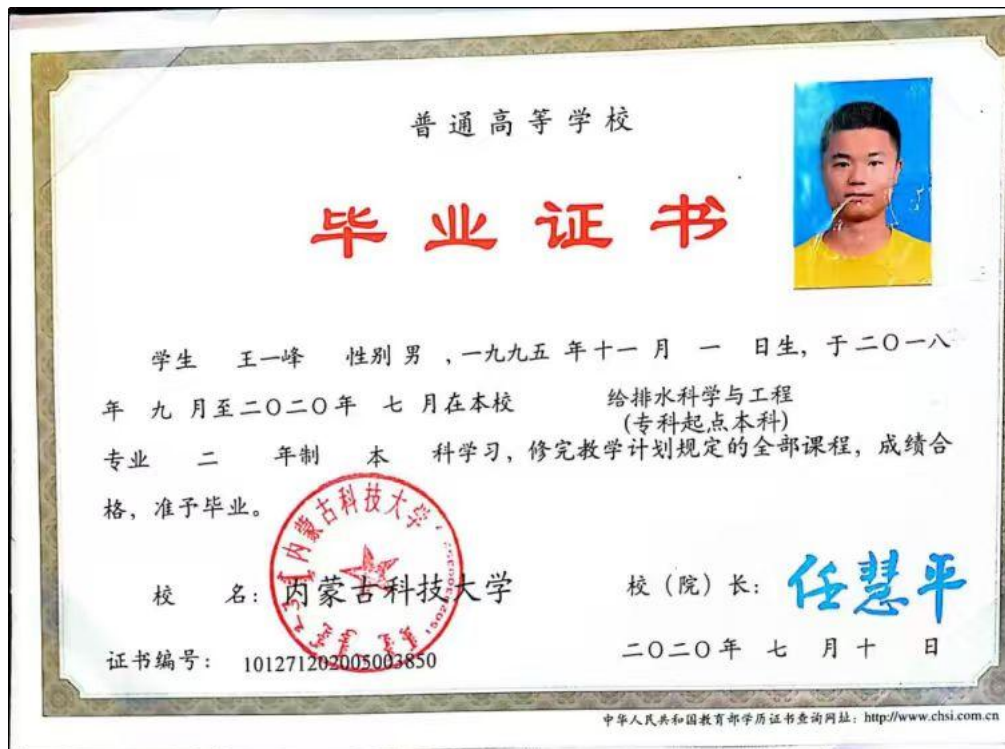 普通高等学校
毕业证书
学生 王一峰 性别 男 ,一九九五 年十一 月 一 日生, 于二〇一八
年 九 月至二〇二〇年 七 月在本校 给排水科学与工程
(专科起点本科)
专业 二 年制 本 科学习, 修完教学计划规定的全部课程, 成绩合
格, 准予毕业。
内蒙古科技大学
校 名: 内蒙古科技大学 校(院)长: 任慧平
证书编号: 101271202005003850 二〇二〇年 七 月十 日
中华人民共和国教育部学历证书查询网址: http://www.chsi.com.cn